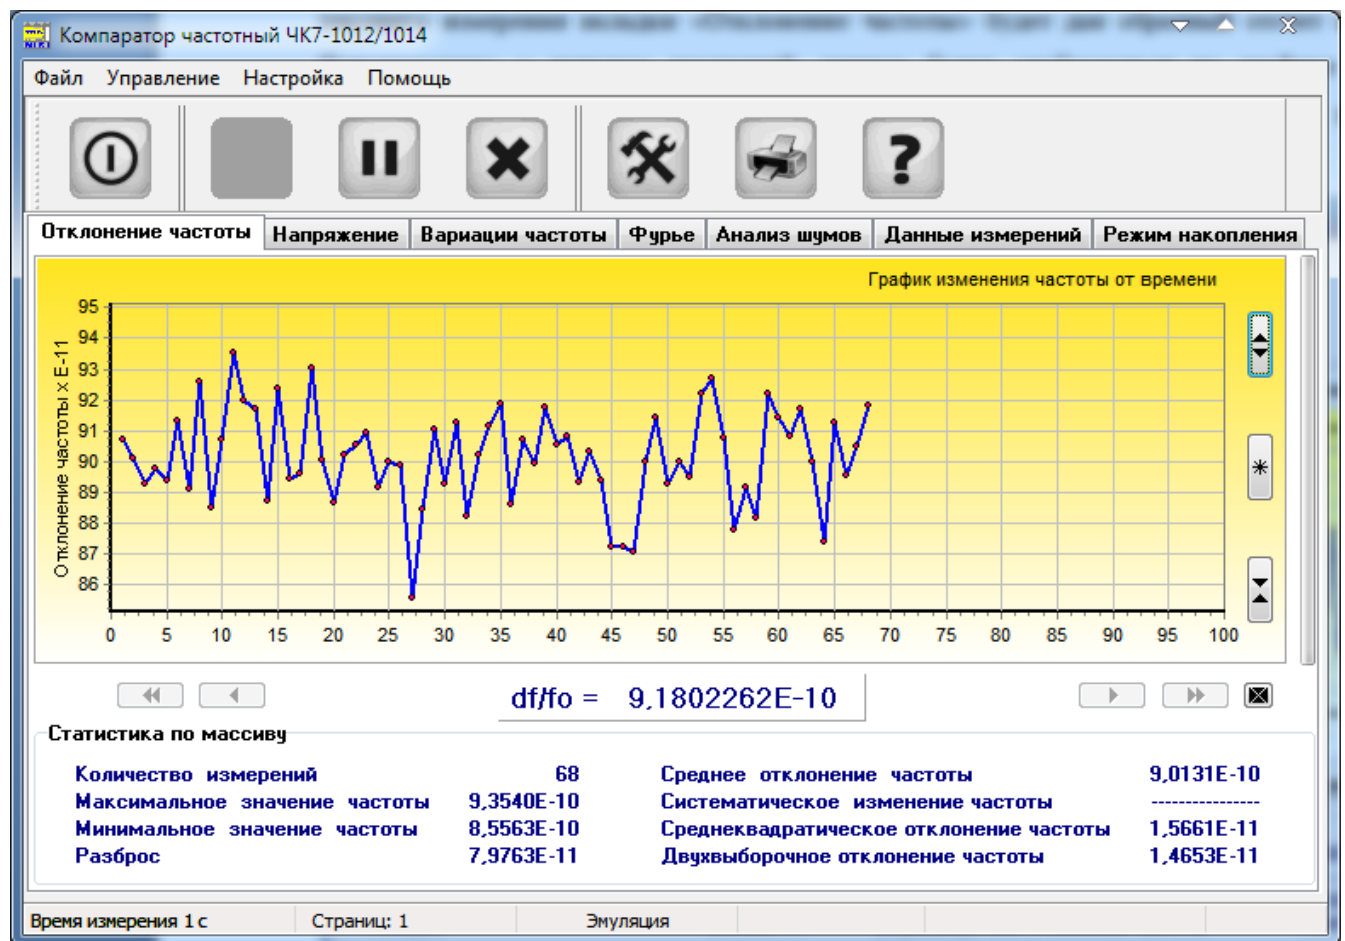 Компаратор частотный ЧК7-1012/1014
Файл Управление Настройка Помощь
Отклонение частоты Напряжение Вариации частоты Фурье Анализ шумов Данные измерений Режим накопления
График изменения частоты от времени
Отклонение частоты x E-11
95
94
93
92
91
90
89
88
87
86
0 5 10 15 20 25 30 35 40 45 50 55 60 65 70 75 80 85 90 95 100
df/fo = 9,1802262E-10
Статистика по массиву
Количество измерений 68 Среднее отклонение частоты 9,0131E-10
Максимальное значение частоты 9,3540E-10 Систематическое изменение частоты ----------------
Минимальное значение частоты 8,5563E-10 Среднеквадратическое отклонение частоты 1,5661E-11
Разброс 7,9763E-11 Двухвыборочное отклонение частоты 1,4653E-11
Время измерения 1 с Страниц: 1 Эмуляция